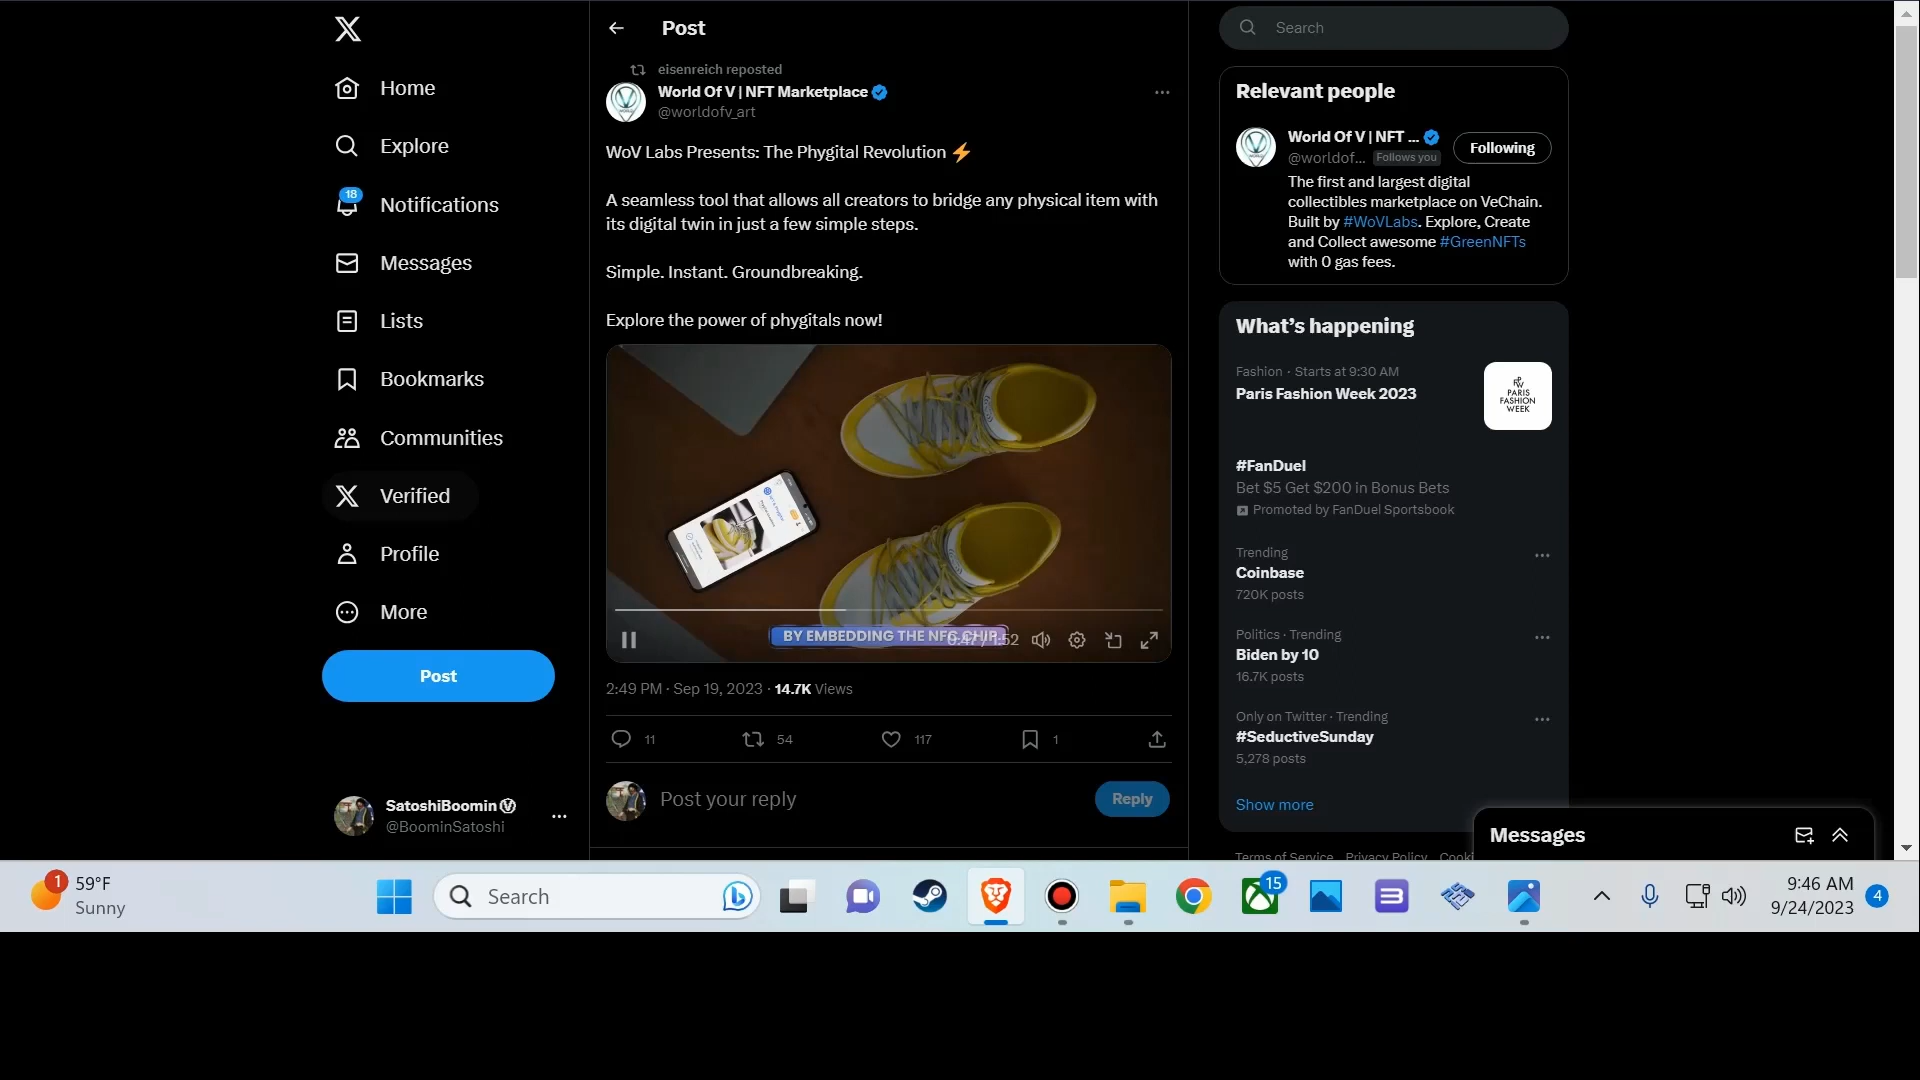 Post
Search
Home
Explore
18
Notifications
Messages
Lists
Bookmarks
Communities
Verified
Profile
More
Post
SatoshiBoomin
@BoominSatoshi
eisenreich reposted
World Of V | NFT Marketplace
@worldofv_art
WoV Labs Presents: The Phygital Revolution ⚡
A seamless tool that allows all creators to bridge any physical item with
its digital twin in just a few simple steps.
Simple. Instant. Groundbreaking.
Explore the power of phygitals now!
BY EMBEDDING THE NFC CHIP
0:47 / 1:52
2:49 PM · Sep 19, 2023 · 14.7K Views
11 54 117 1
Post your reply
Reply
Relevant people
World Of V | NFT ...
Following
@worldof... Follows you
The first and largest digital
collectibles marketplace on VeChain.
Built by #WoVLabs. Explore, Create
and Collect awesome #GreenNFTs
with 0 gas fees.
What's happening
Fashion · Starts at 9:30 AM
Paris Fashion Week 2023
PARIS
FASHION
WEEK
#FanDuel
Bet $5 Get $200 in Bonus Bets
Promoted by FanDuel Sportsbook
Trending
Coinbase
720K posts
Politics · Trending
Biden by 10
16.7K posts
Only on Twitter · Trending
#SeductiveSunday
5,278 posts
Show more
Messages
Terms of Service Privacy Policy Cooki
1
59°F
Sunny
Search
15
9:46 AM
9/24/2023
4